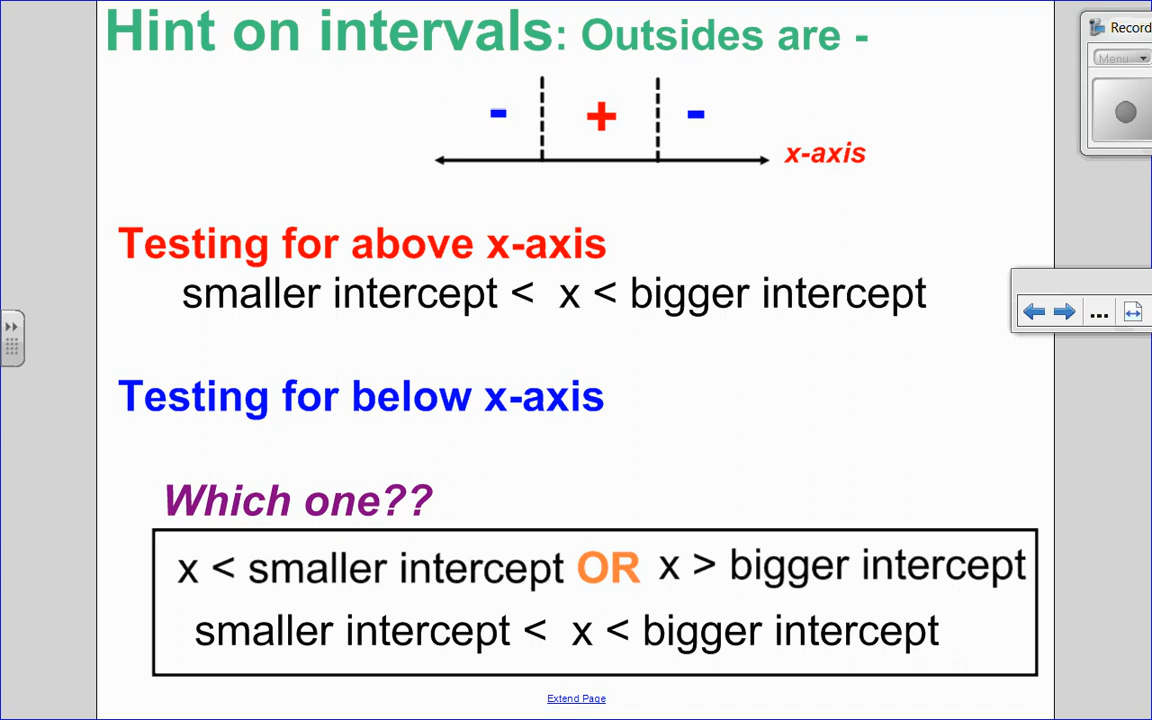 Hint on intervals: Outsides are -
- + -
x-axis
Testing for above x-axis
smaller intercept < x < bigger intercept
Testing for below x-axis
Which one??
x < smaller intercept OR x > bigger intercept
smaller intercept < x < bigger intercept
Extend Page
Record
Menu
...